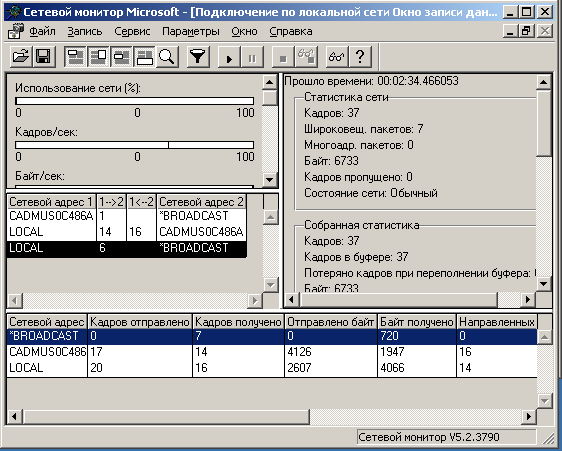 Сетевой монитор Microsoft - [Подключение по локальной сети Окно записи дан...
Файл Запись Сервис Параметры Окно Справка
Использование сети (%):
0 0 100
Кадров/сек:
0 0 100
Байт/сек:
Прошло времени: 00:02:34.466053
Статистика сети
Кадров: 37
Широковещ. пакетов: 7
Многоадр. пакетов: 0
Байт: 6733
Кадров пропущено: 0
Состояние сети: Обычный
Собранная статистика
Кадров: 37
Кадров в буфере: 37
Потеряно кадров при переполнении буфера:
Байт: 6733
Сетевой адрес 1 1-->2 1<--2 Сетевой адрес 2
CADMUS0C486A 1 *BROADCAST
LOCAL 14 16 CADMUS0C486A
LOCAL 6 *BROADCAST
Сетевой адрес Кадров отправлено Кадров получено Отправлено байт Байт получено Направленных
*BROADCAST 0 7 0 720 0
CADMUS0C486 17 14 4126 1947 16
LOCAL 20 16 2607 4066 14
Сетевой монитор V5.2.3790